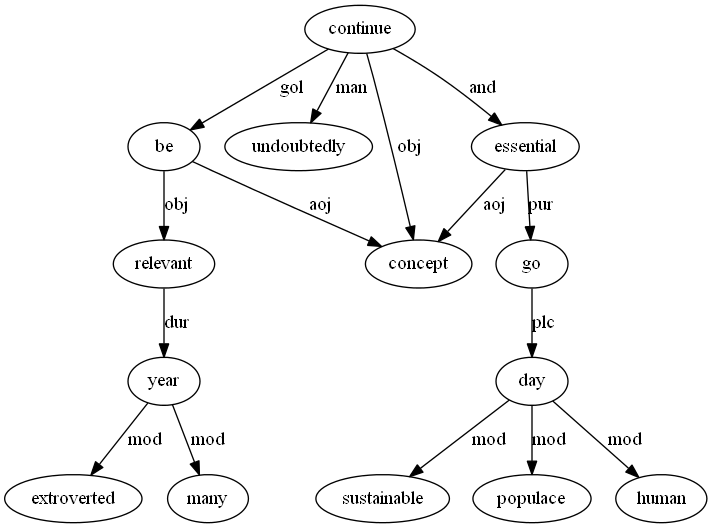 continue
gol man obj and
be undoubtedly essential
obj aoj aoj pur
relevant concept go
dur plc
year day
mod mod mod mod mod
extroverted many sustainable populace human